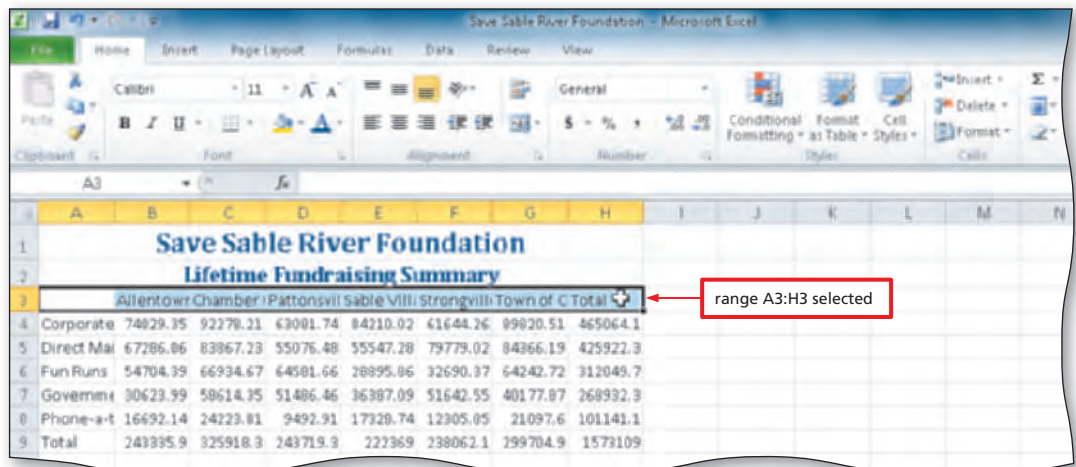 Save Sable River Foundation - Microsoft Excel
File Home Insert Page Layout Formulas Data Review View
Calibri 11 A A General Insert
Paste B I U A $ % , Conditional Format Cell Delete
Formatting as Table Styles Format
Clipboard Font Alignment Number Styles Cells
A3 fx
A B C D E F G H I J K L M N
1 Save Sable River Foundation
2 Lifetime Fundraising Summary
3 Allentown Chamber Pattonsvil Sable Villa Strongvill Town of C Total
range A3:H3 selected
4 Corporate 74029.35 92278.21 63081.74 84210.02 61644.26 89820.51 465064.1
5 Direct Mai 67286.06 83867.23 55076.48 55547.28 79779.02 84366.19 425922.3
6 Fun Runs 54704.39 66934.67 64581.66 28895.86 32690.37 64242.72 312049.7
7 Governme 30623.99 58614.35 51486.46 36387.09 51642.55 40177.87 268932.3
8 Phone-a-t 16692.14 24223.81 9492.91 17328.74 12305.85 21097.6 101141.1
9 Total 243335.9 325918.3 243719.3 222369 238062.1 299704.9 1573109